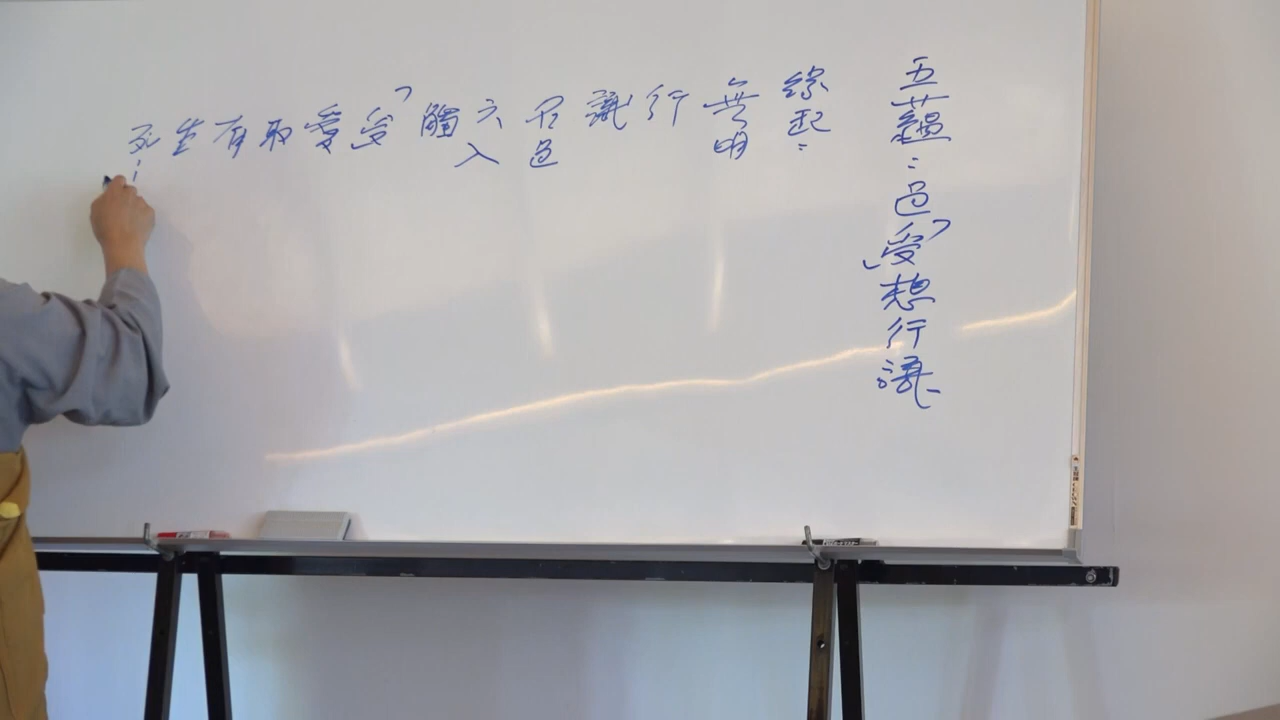 五蘊：色「受」想行識
緣起：
無明
行
識
名色
六入
觸
「受
愛
取
有
生
死…